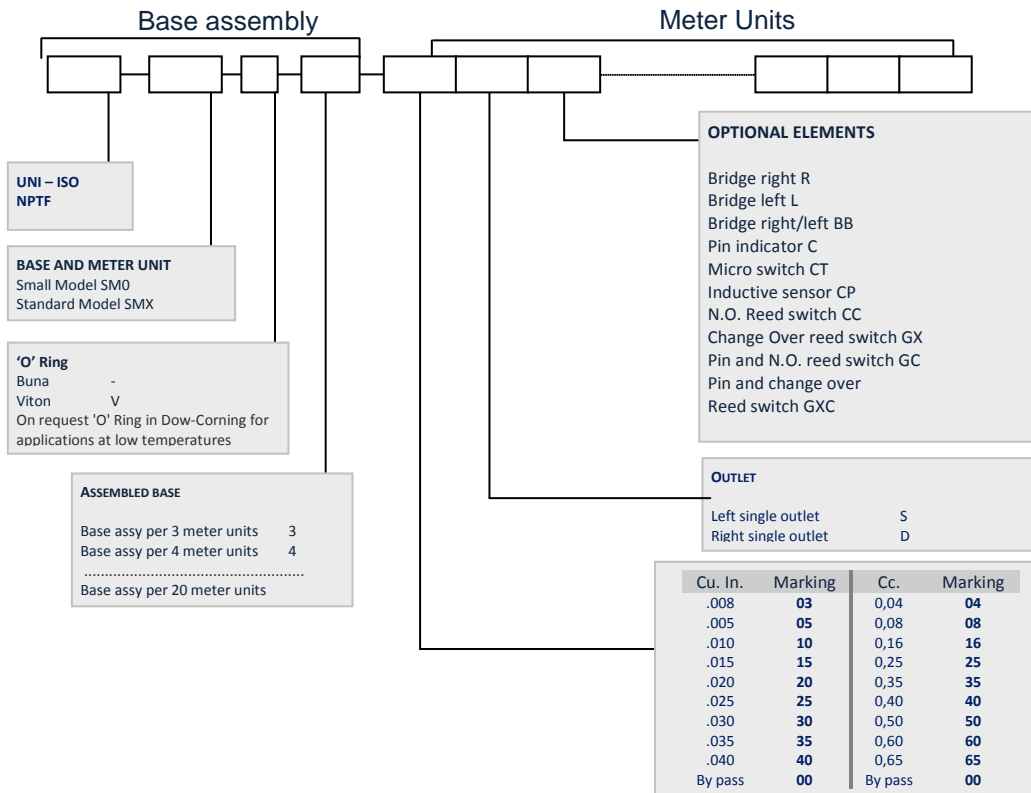 Base assembly
Meter Units
UNI – ISO
NPTF
BASE AND METER UNIT
Small Model SM0
Standard Model SMX
‘O’ Ring
Buna -
Viton V
On request 'O' Ring in Dow-Corning for
applications at low temperatures
ASSEMBLED BASE
Base assy per 3 meter units 3
Base assy per 4 meter units 4
......................................................
Base assy per 20 meter units
OPTIONAL ELEMENTS
Bridge right R
Bridge left L
Bridge right/left BB
Pin indicator C
Micro switch CT
Inductive sensor CP
N.O. Reed switch CC
Change Over reed switch GX
Pin and N.O. reed switch GC
Pin and change over
Reed switch GXC
OUTLET
Left single outlet S
Right single outlet D
Cu. In. Marking Cc. Marking
.008 03 0,04 04
.005 05 0,08 08
.010 10 0,16 16
.015 15 0,25 25
.020 20 0,35 35
.025 25 0,40 40
.030 30 0,50 50
.035 35 0,60 60
.040 40 0,65 65
By pass 00 By pass 00